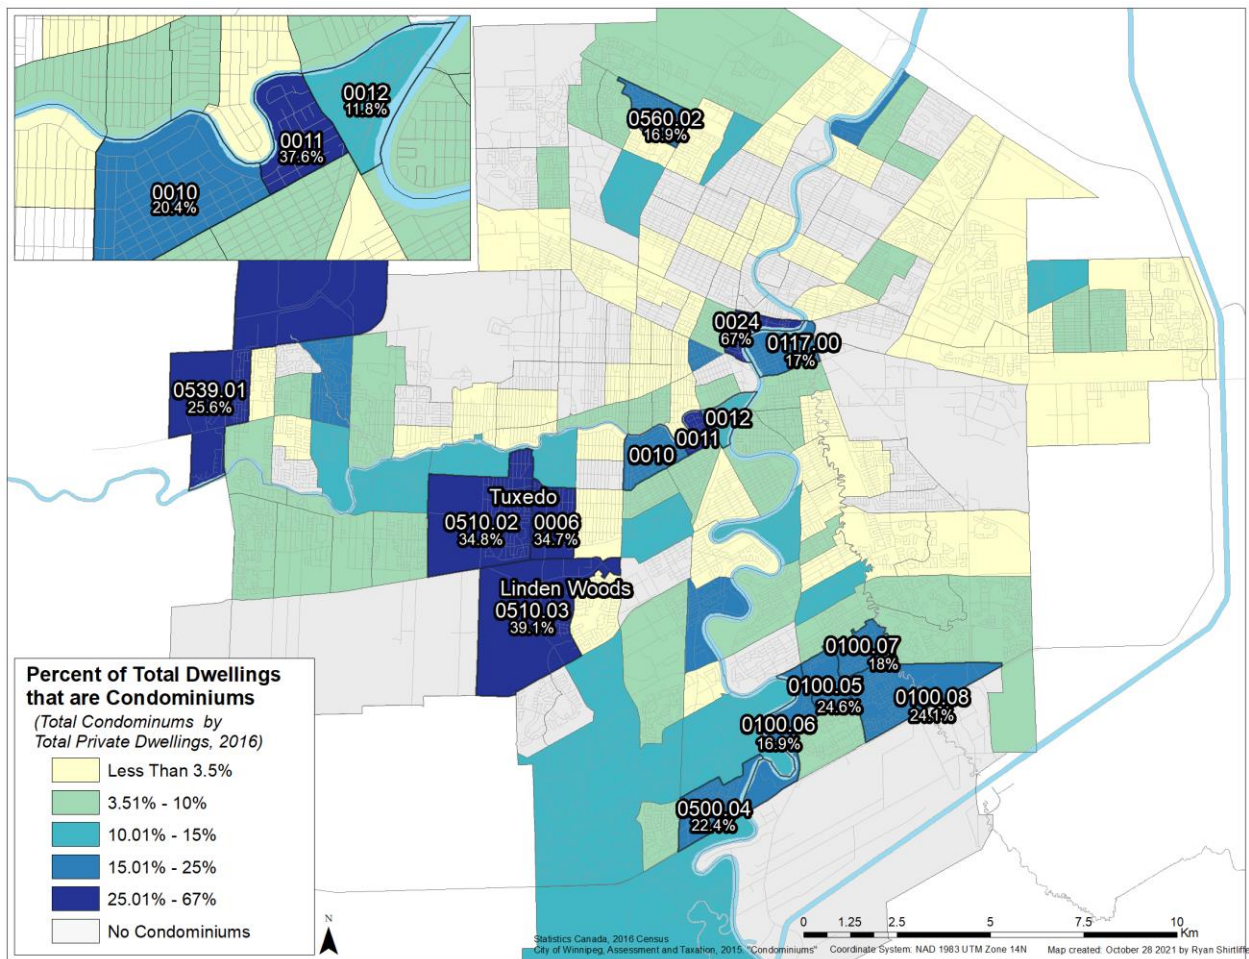 0012
11.8%
0011
37.6%
0010
20.4%
0560.02
16.9%
0024
67%
0117.00
17%
0539.01
25.6%
0012
0011
0010
Tuxedo
0510.02
34.8%
0006
34.7%
Linden Woods
0510.03
39.1%
0100.07
18%
0100.05
24.6%
0100.08
24.1%
0100.06
16.9%
0500.04
22.4%
Percent of Total Dwellings
that are Condominiums
(Total Condominums by
Total Private Dwellings, 2016)
Less Than 3.5%
3.51% - 10%
10.01% - 15%
15.01% - 25%
25.01% - 67%
No Condominiums
N
0 1.25 2.5 5 7.5 10
Km
Statistics Canada, 2016 Census
City of Winnipeg, Assessment and Taxation, 2015. "Condominiums" Coordinate System: NAD 1983 UTM Zone 14N Map created: October 28 2021 by Ryan Shirtliffe